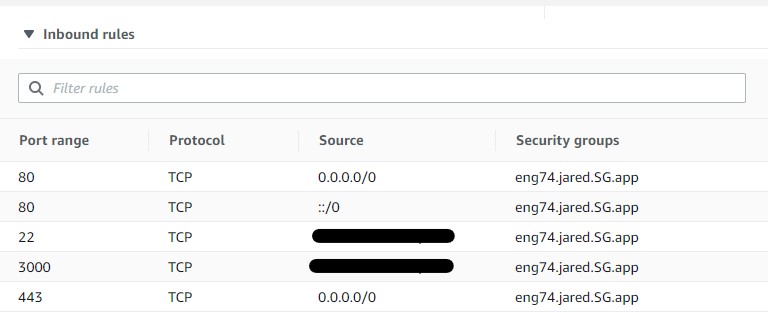 Inbound rules
Filter rules
Port range Protocol Source Security groups
80 TCP 0.0.0.0/0 eng74.jared.SG.app
80 TCP ::/0 eng74.jared.SG.app
22 TCP eng74.jared.SG.app
3000 TCP eng74.jared.SG.app
443 TCP 0.0.0.0/0 eng74.jared.SG.app